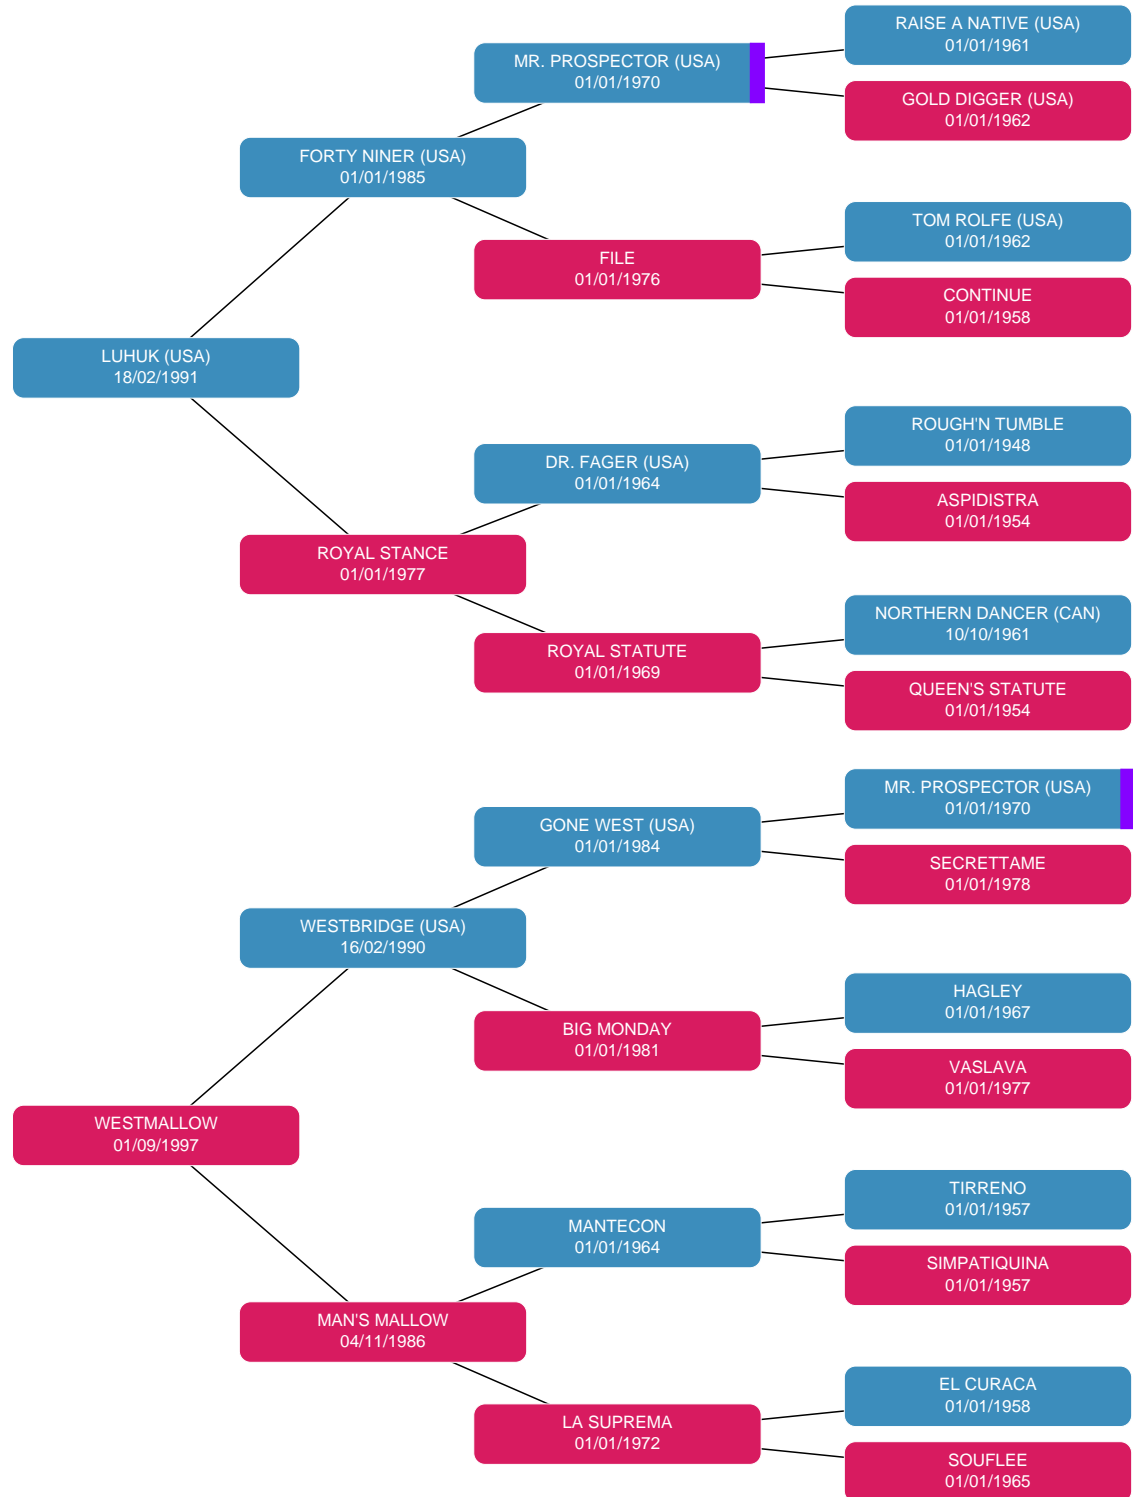 RAISE A NATIVE (USA)
01/01/1961
MR. PROSPECTOR (USA)
01/01/1970
GOLD DIGGER (USA)
01/01/1962
FORTY NINER (USA)
01/01/1985
TOM ROLFE (USA)
01/01/1962
FILE
01/01/1976
CONTINUE
01/01/1958
LUHUK (USA)
18/02/1991
ROUGH'N TUMBLE
01/01/1948
DR. FAGER (USA)
01/01/1964
ASPIDISTRA
01/01/1954
ROYAL STANCE
01/01/1977
NORTHERN DANCER (CAN)
10/10/1961
ROYAL STATUTE
01/01/1969
QUEEN'S STATUTE
01/01/1954
MR. PROSPECTOR (USA)
01/01/1970
GONE WEST (USA)
01/01/1984
SECRETTAME
01/01/1978
WESTBRIDGE (USA)
16/02/1990
HAGLEY
01/01/1967
BIG MONDAY
01/01/1981
VASLAVA
01/01/1977
WESTMALLOW
01/09/1997
TIRRENO
01/01/1957
MANTECON
01/01/1964
SIMPATIQUINA
01/01/1957
MAN'S MALLOW
04/11/1986
EL CURACA
01/01/1958
LA SUPREMA
01/01/1972
SOUFLEE
01/01/1965